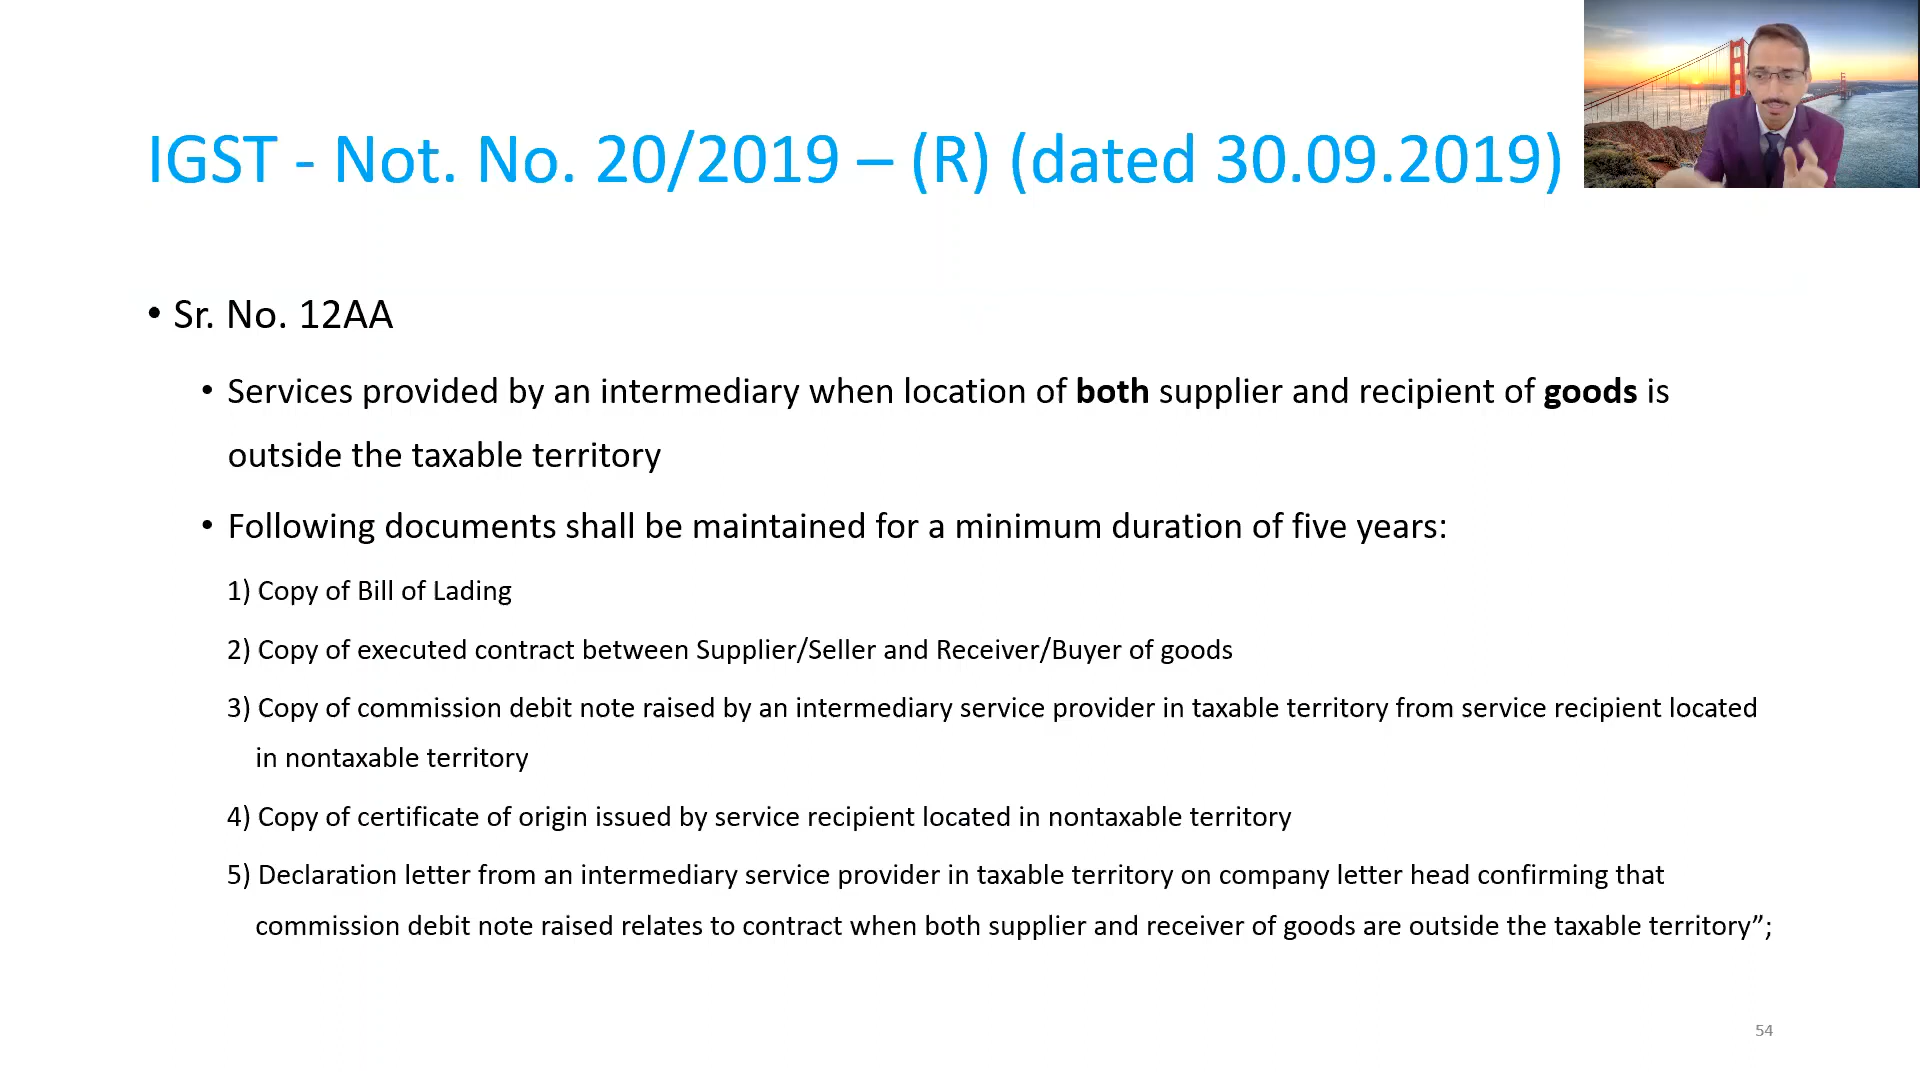 IGST - Not. No. 20/2019 – (R) (dated 30.09.2019)
• Sr. No. 12AA
• Services provided by an intermediary when location of both supplier and recipient of goods is
outside the taxable territory
• Following documents shall be maintained for a minimum duration of five years:
1) Copy of Bill of Lading
2) Copy of executed contract between Supplier/Seller and Receiver/Buyer of goods
3) Copy of commission debit note raised by an intermediary service provider in taxable territory from service recipient located
in nontaxable territory
4) Copy of certificate of origin issued by service recipient located in nontaxable territory
5) Declaration letter from an intermediary service provider in taxable territory on company letter head confirming that
commission debit note raised relates to contract when both supplier and receiver of goods are outside the taxable territory”;
54